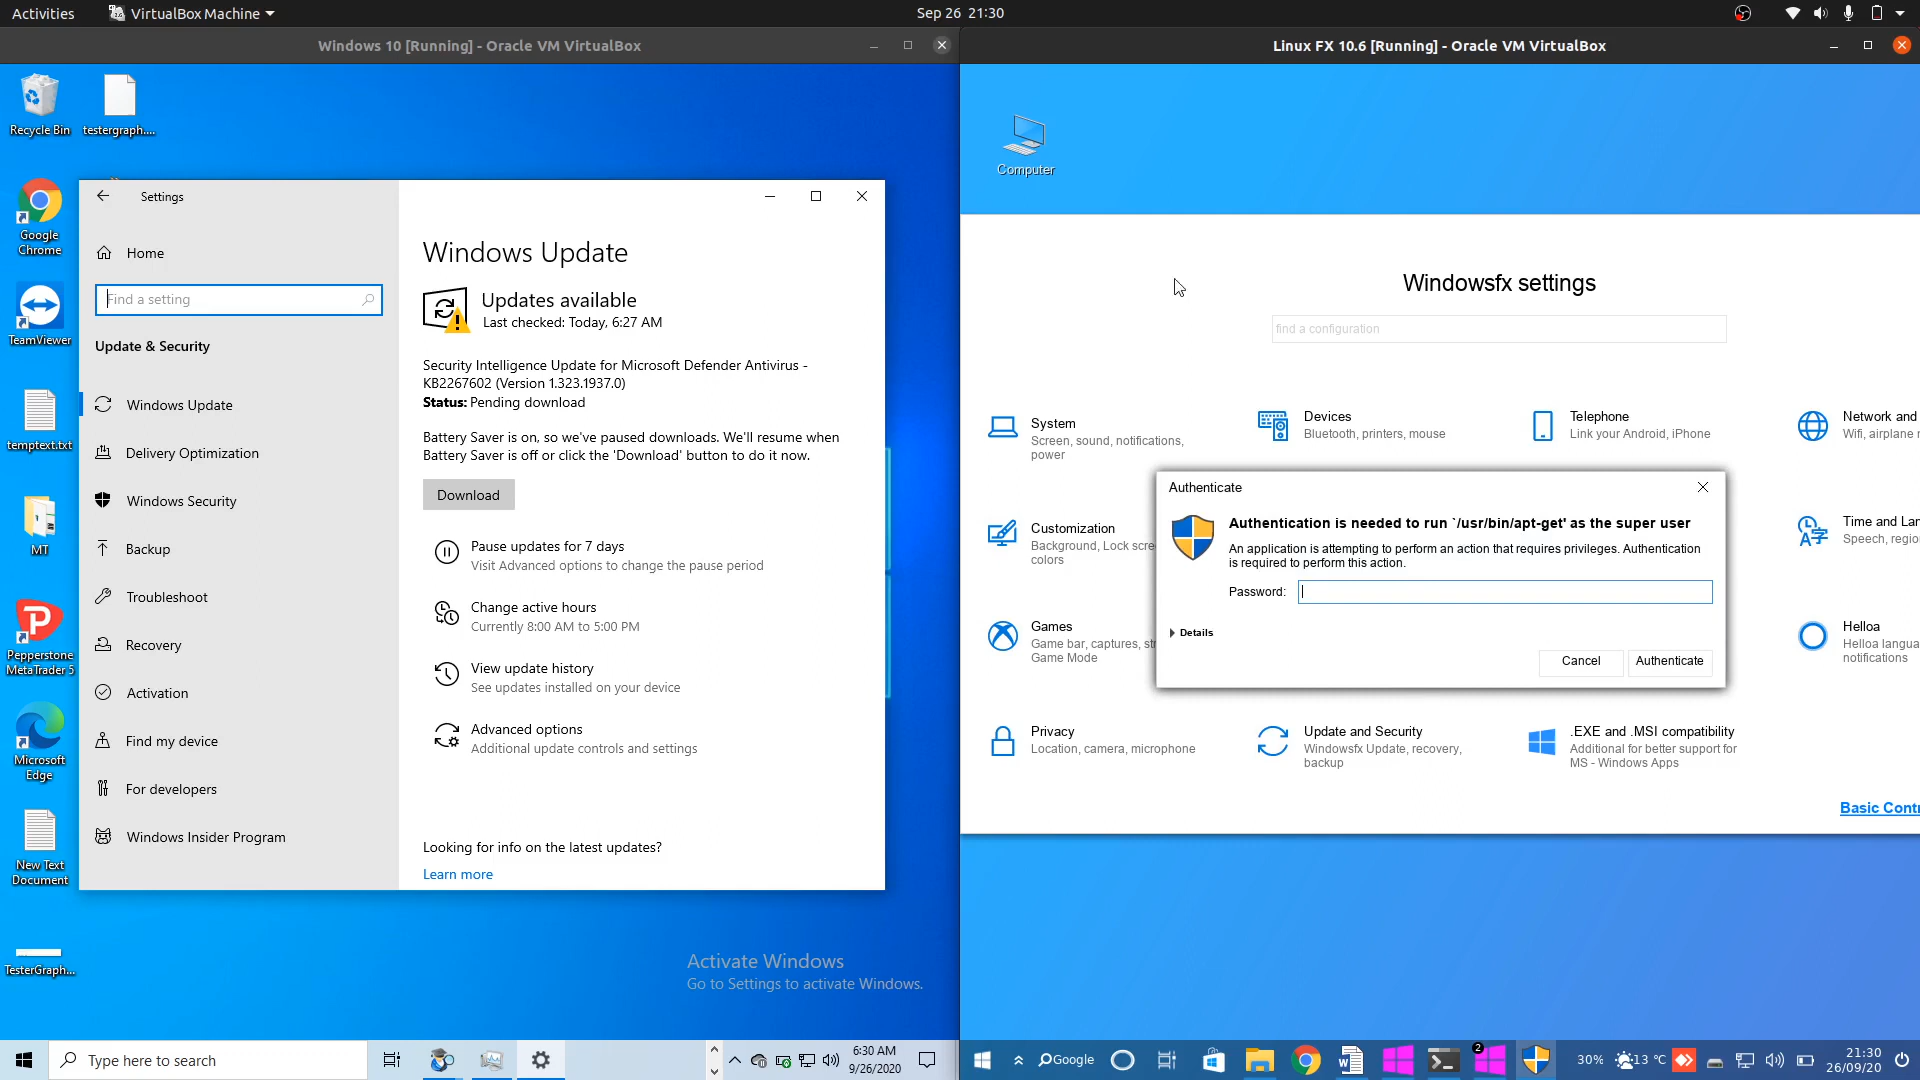 Activities
VirtualBox Machine
Sep 26 21:30
Windows 10 [Running] - Oracle VM VirtualBox
Recycle Bin
testergraph....
Google
Chrome
TeamViewer
temptext.txt
MT
Pepperstone
MetaTrader 5
Microsoft
Edge
New Text
Document
TesterGraph...
Settings
Home
Find a setting
Update & Security
Windows Update
Delivery Optimization
Windows Security
Backup
Troubleshoot
Recovery
Activation
Find my device
For developers
Windows Insider Program
Windows Update
Updates available
Last checked: Today, 6:27 AM
Security Intelligence Update for Microsoft Defender Antivirus -
KB2267602 (Version 1.323.1937.0)
Status: Pending download
Battery Saver is on, so we've paused downloads. We'll resume when
Battery Saver is off or click the 'Download' button to do it now.
Download
Pause updates for 7 days
Visit Advanced options to change the pause period
Change active hours
Currently 8:00 AM to 5:00 PM
View update history
See updates installed on your device
Advanced options
Additional update controls and settings
Looking for info on the latest updates?
Learn more
Activate Windows
Go to Settings to activate Windows.
Type here to search
6:30 AM
9/26/2020
Linux FX 10.6 [Running] - Oracle VM VirtualBox
Computer
Windowsfx settings
find a configuration
System
Screen, sound, notifications,
power
Devices
Bluetooth, printers, mouse
Telephone
Link your Android, iPhone
Network and
Wifi, airplane
Customization
Background, Lock scre
colors
Time and Lan
Speech, regio
Games
Game bar, captures, str
Game Mode
Helloa
Helloa langua
notifications
Privacy
Location, camera, microphone
Update and Security
Windowsfx Update, recovery,
backup
.EXE and .MSI compatibility
Additional for better support for
MS - Windows Apps
Basic Contr
Authenticate
Authentication is needed to run `/usr/bin/apt-get' as the super user
An application is attempting to perform an action that requires privileges. Authentication
is required to perform this action.
Password:
Details
Cancel
Authenticate
Google
2
30%
13 °C
21:30
26/09/20